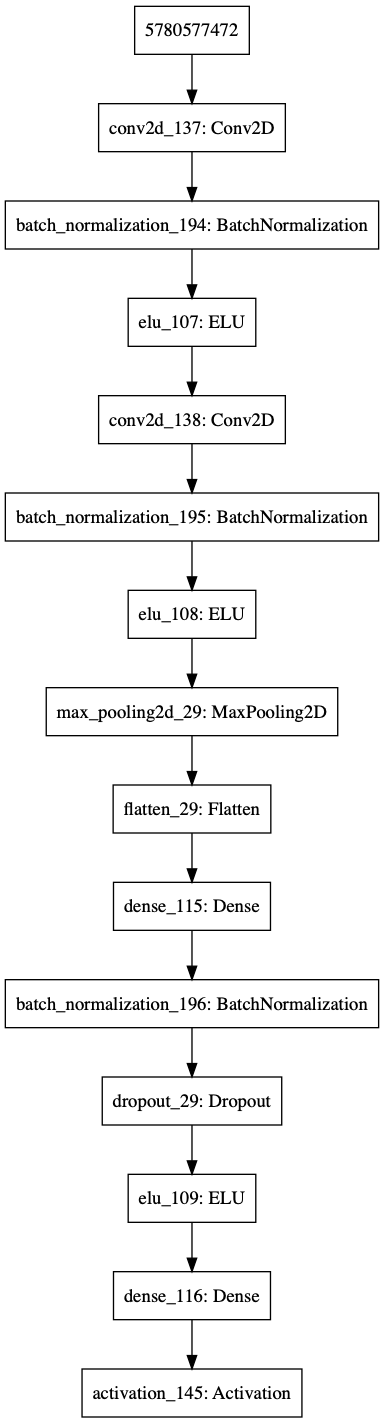 5780577472
conv2d_137: Conv2D
batch_normalization_194: BatchNormalization
elu_107: ELU
conv2d_138: Conv2D
batch_normalization_195: BatchNormalization
elu_108: ELU
max_pooling2d_29: MaxPooling2D
flatten_29: Flatten
dense_115: Dense
batch_normalization_196: BatchNormalization
dropout_29: Dropout
elu_109: ELU
dense_116: Dense
activation_145: Activation